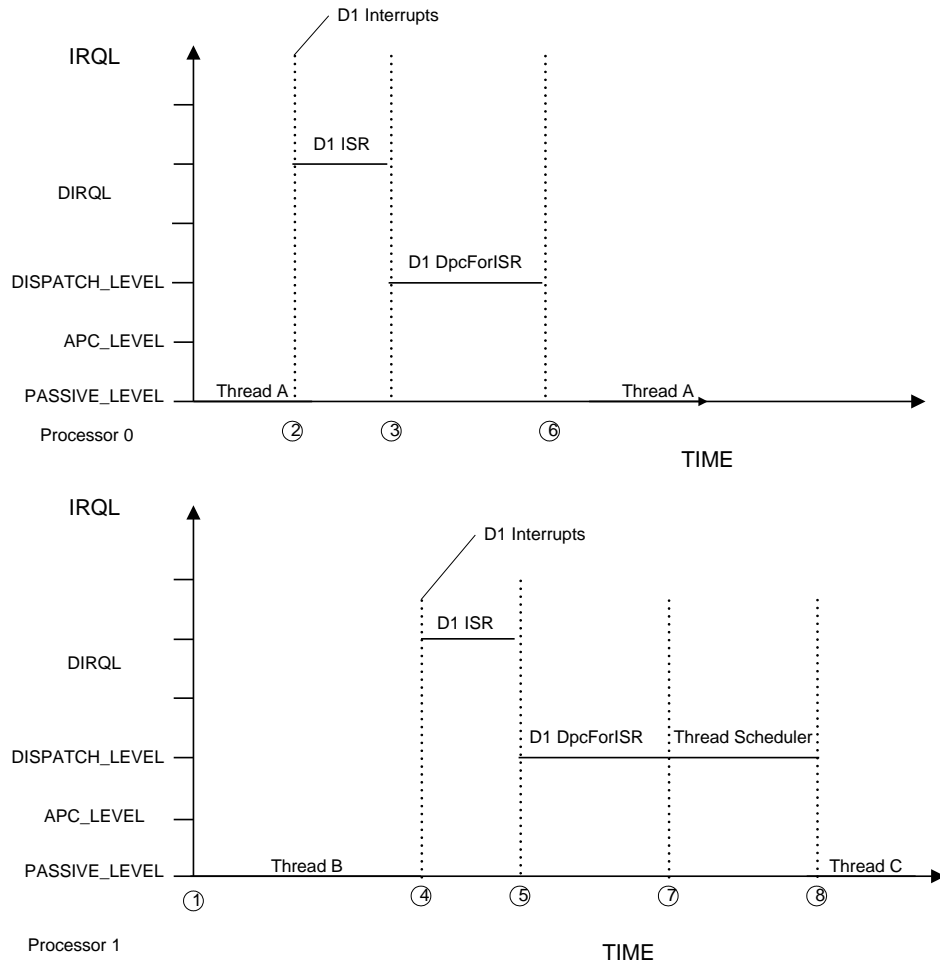 D1 Interrupts
IRQL
D1 ISR
DIRQL
D1 DpcForISR
DISPATCH_LEVEL
APC_LEVEL
Thread A
Thread A
PASSIVE_LEVEL
2
3
6
Processor 0
TIME
IRQL
D1 Interrupts
D1 ISR
DIRQL
D1 DpcForISR
Thread Scheduler
DISPATCH_LEVEL
APC_LEVEL
Thread B
Thread C
PASSIVE_LEVEL
1
4
5
7
8
Processor 1
TIME